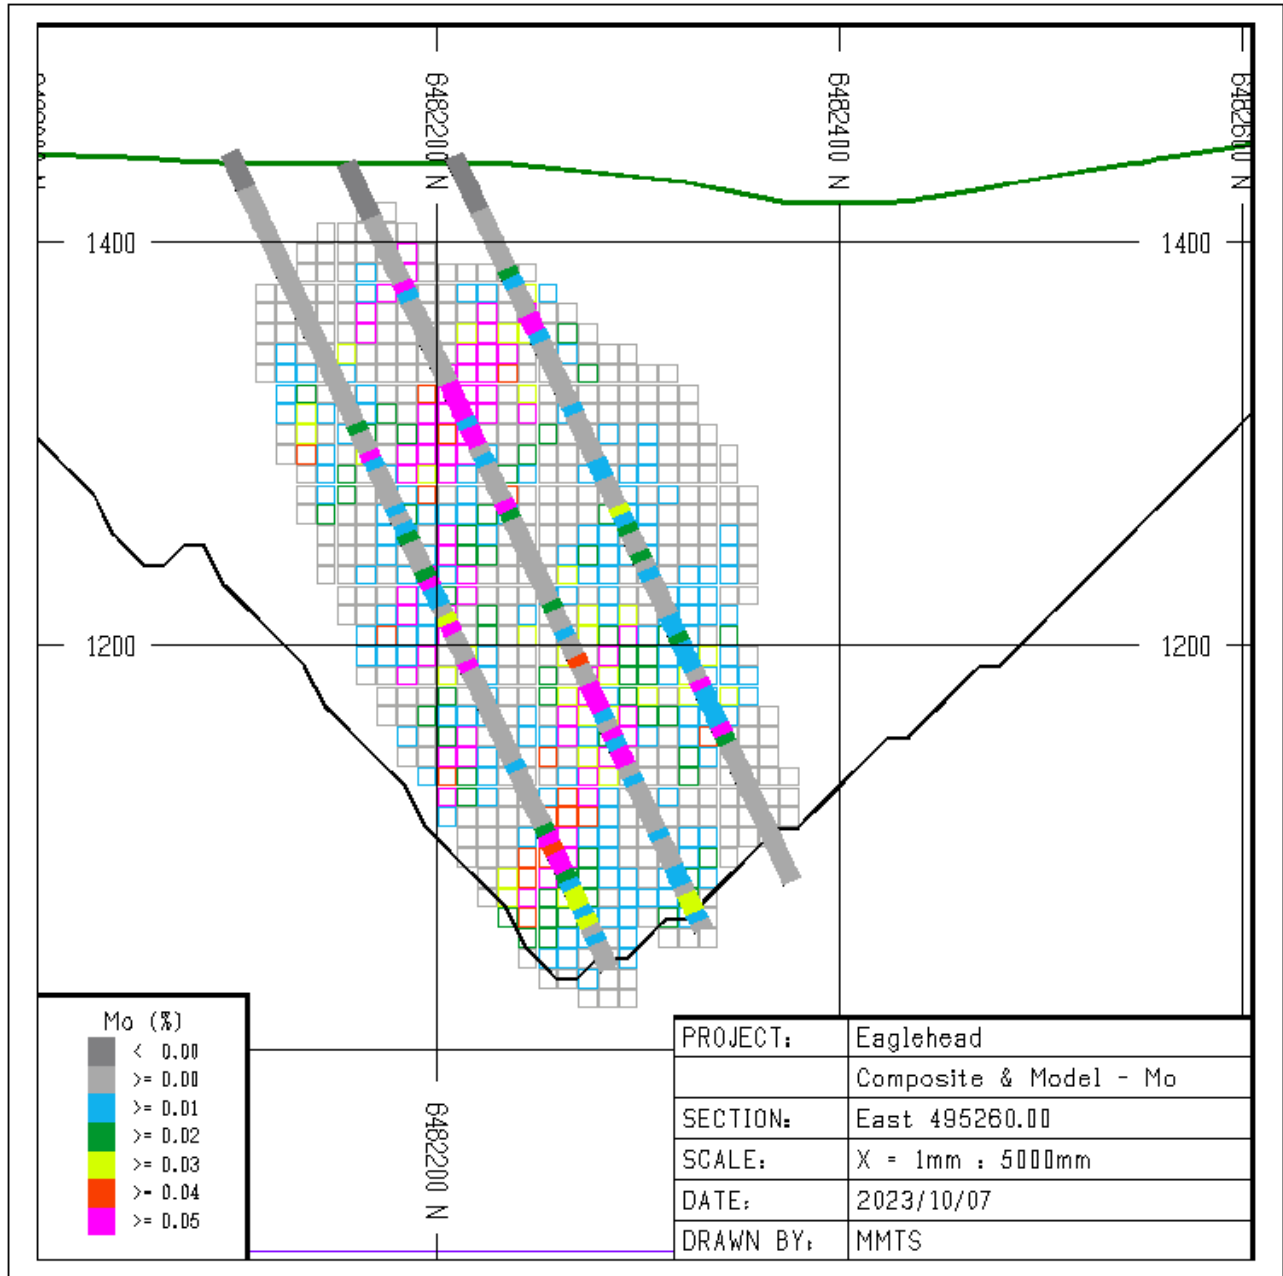 6482200 N
6482400 N
6482600 N
1400
1400
1200
1200
6482200 N
Mo (%)
< 0.00
>= 0.00
>= 0.01
>= 0.02
>= 0.03
>= 0.04
>= 0.05
PROJECT: Eaglehead
Composite & Model - Mo
SECTION: East 495260.00
SCALE: X = 1mm : 5000mm
DATE: 2023/10/07
DRAWN BY: MMTS